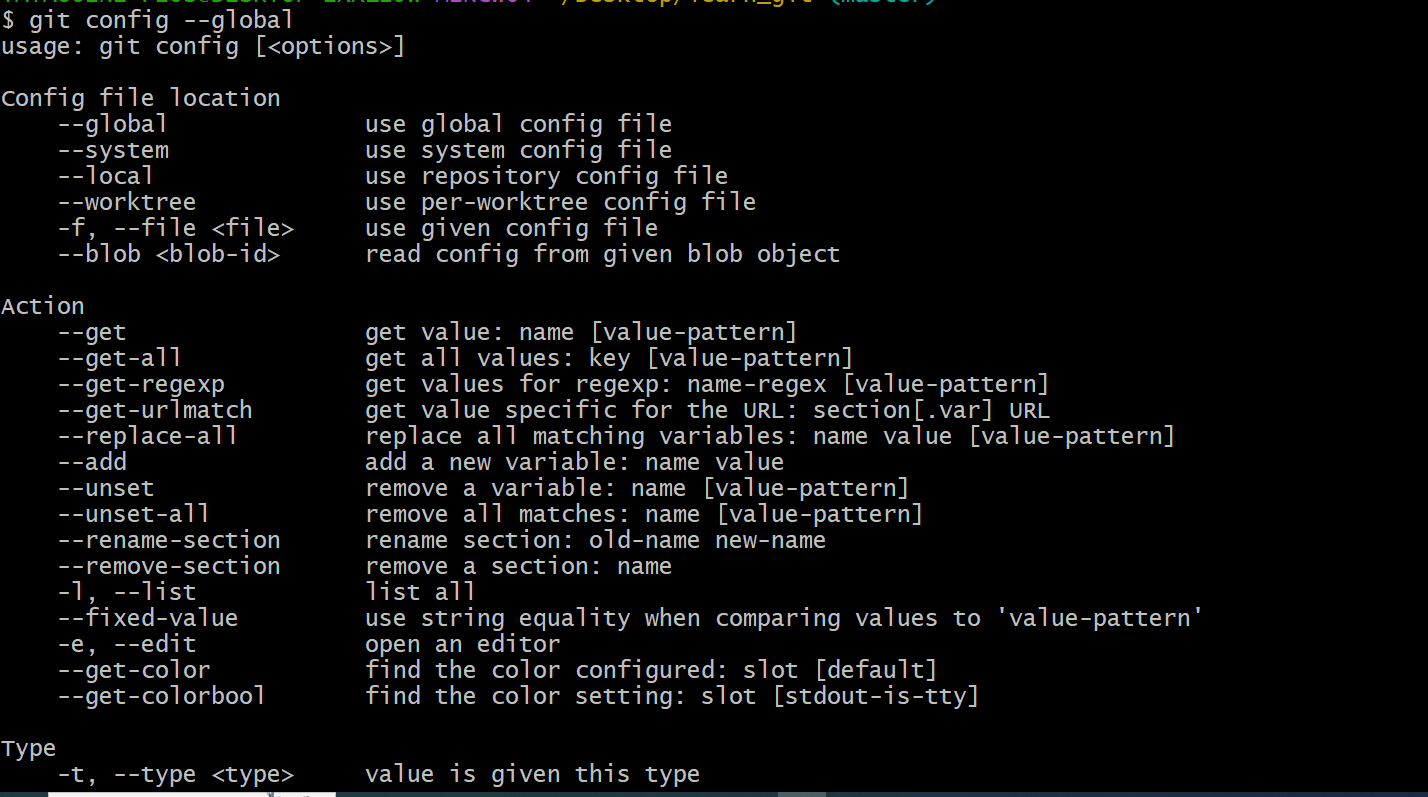 $ git config --global
usage: git config [<options>]
Config file location
--global use global config file
--system use system config file
--local use repository config file
--worktree use per-worktree config file
-f, --file <file> use given config file
--blob <blob-id> read config from given blob object
Action
--get get value: name [value-pattern]
--get-all get all values: key [value-pattern]
--get-regexp get values for regexp: name-regex [value-pattern]
--get-urlmatch get value specific for the URL: section[.var] URL
--replace-all replace all matching variables: name value [value-pattern]
--add add a new variable: name value
--unset remove a variable: name [value-pattern]
--unset-all remove all matches: name [value-pattern]
--rename-section rename section: old-name new-name
--remove-section remove a section: name
-l, --list list all
--fixed-value use string equality when comparing values to 'value-pattern'
-e, --edit open an editor
--get-color find the color configured: slot [default]
--get-colorbool find the color setting: slot [stdout-is-tty]
Type
-t, --type <type> value is given this type